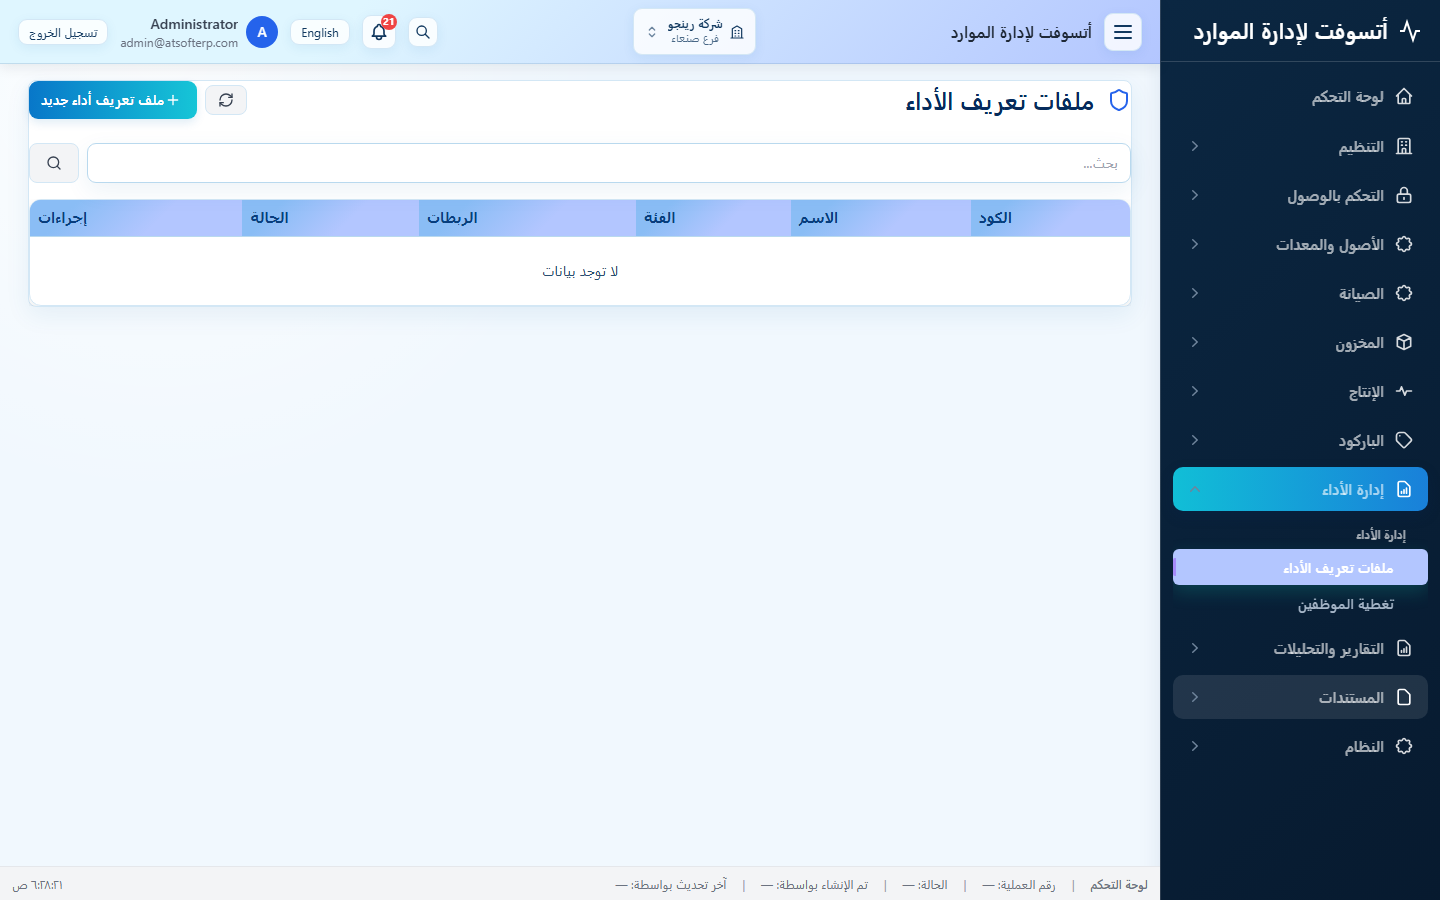 أتسوفت لإدارة الموارد
لوحة التحكم
التنظيم
التحكم بالوصول
الأصول والمعدات
الصيانة
المخزون
الإنتاج
الباركود
إدارة الأداء
إدارة الأداء
ملفات تعريف الأداء
تغطية الموظفين
التقارير والتحليلات
المستندات
النظام
أتسوفت لإدارة الموارد
شركة رينجو
فرع صنعاء
21
English
A
Administrator
admin@atsofterp.com
تسجيل الخروج
ملفات تعريف الأداء
ملف تعريف أداء جديد
بحث...
الكود الاسم الفئة الربطات الحالة إجراءات
لا توجد بيانات
لوحة التحكم | رقم العملية: — | الحالة: — | تم الإنشاء بواسطة: — | آخر تحديث بواسطة: —
٦:٢٨:٢١ ص